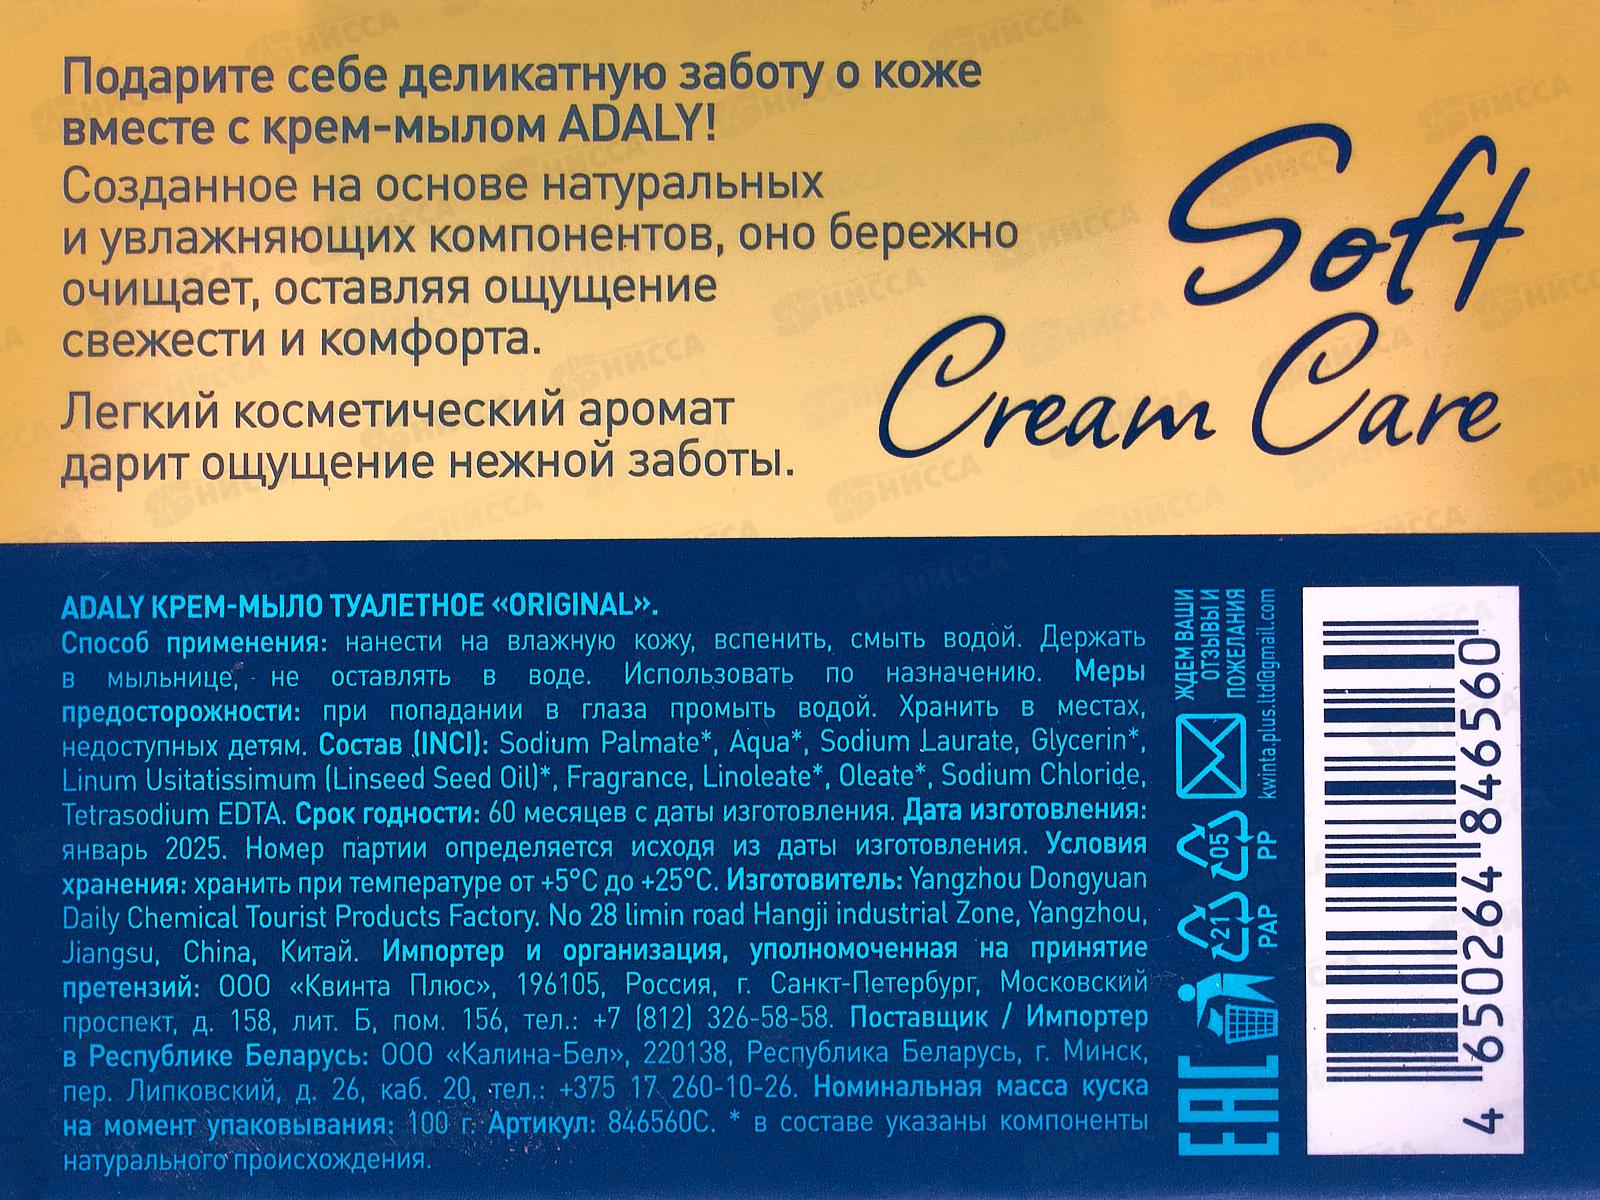 Подарите себе деликатную заботу о коже
вместе с крем-мылом ADALY!
Созданное на основе натуральных
и увлажняющих компонентов, оно бережно
очищает, оставляя ощущение
свежести и комфорта.
Легкий косметический аромат
дарит ощущение нежной заботы.
Soft
Cream Care
ADALY КРЕМ-МЫЛО ТУАЛЕТНОЕ «ORIGINAL».
Способ применения: нанести на влажную кожу, вспенить, смыть водой. Держать
в мыльнице, не оставлять в воде. Использовать по назначению. Меры
предосторожности: при попадании в глаза промыть водой. Хранить в местах,
недоступных детям. Состав (INCI): Sodium Palmate*, Aqua*, Sodium Laurate, Glycerin*,
Linum Usitatissimum (Linseed Seed Oil)*, Fragrance, Linoleate*, Oleate*, Sodium Chloride,
Tetrasodium EDTA. Срок годности: 60 месяцев с даты изготовления. Дата изготовления:
январь 2025. Номер партии определяется исходя из даты изготовления. Условия
хранения: хранить при температуре от +5°C до +25°C. Изготовитель: Yangzhou Dongyuan
Daily Chemical Tourist Products Factory. No 28 limin road Hangji industrial Zone, Yangzhou,
Jiangsu, China, Китай. Импортер и организация, уполномоченная на принятие
претензий: ООО «Квинта Плюс», 196105, Россия, г. Санкт-Петербург, Московский
проспект, д. 158, лит. Б, пом. 156, тел.: +7 (812) 326-58-58. Поставщик / Импортер
в Республике Беларусь: ООО «Калина-Бел», 220138, Республика Беларусь, г. Минск,
пер. Липковский, д. 26, каб. 20, тел.: +375 17 260-10-26. Номинальная масса куска
на момент упаковывания: 100 г. Артикул: 846560С. * в составе указаны компоненты
натурального происхождения.
ЖДЕМ ВАШИ
ОТЗЫВЫ И
ПОЖЕЛАНИЯ
kwinta.plus.ltd@gmail.com
05
PP
21
PAP
EAC
4 650264 846560
АБНИССА